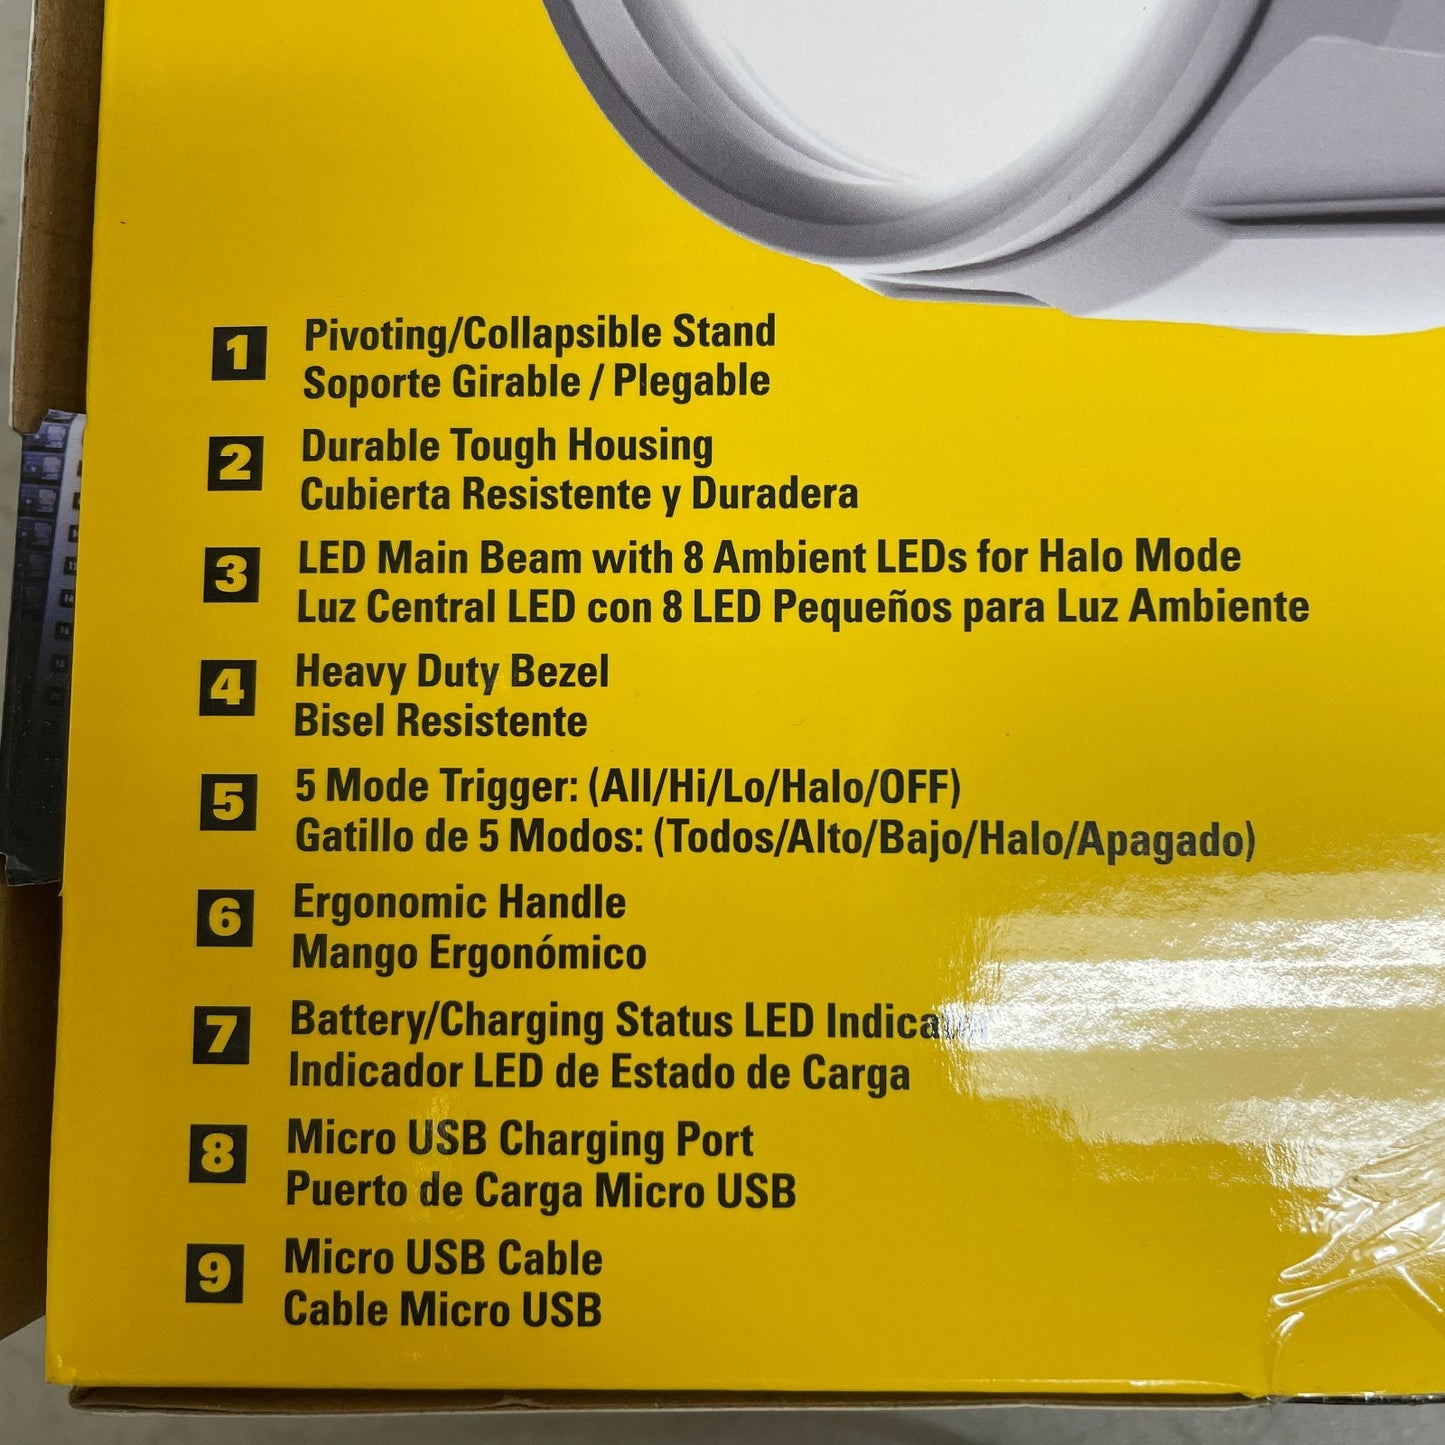 1 Pivoting/Collapsible Stand
Soporte Girable / Plegable
2 Durable Tough Housing
Cubierta Resistente y Duradera
3 LED Main Beam with 8 Ambient LEDs for Halo Mode
Luz Central LED con 8 LED Pequeños para Luz Ambiente
4 Heavy Duty Bezel
Bisel Resistente
5 5 Mode Trigger: (All/Hi/Lo/Halo/OFF)
Gatillo de 5 Modos: (Todos/Alto/Bajo/Halo/Apagado)
6 Ergonomic Handle
Mango Ergonómico
7 Battery/Charging Status LED Indicator
Indicador LED de Estado de Carga
8 Micro USB Charging Port
Puerto de Carga Micro USB
9 Micro USB Cable
Cable Micro USB